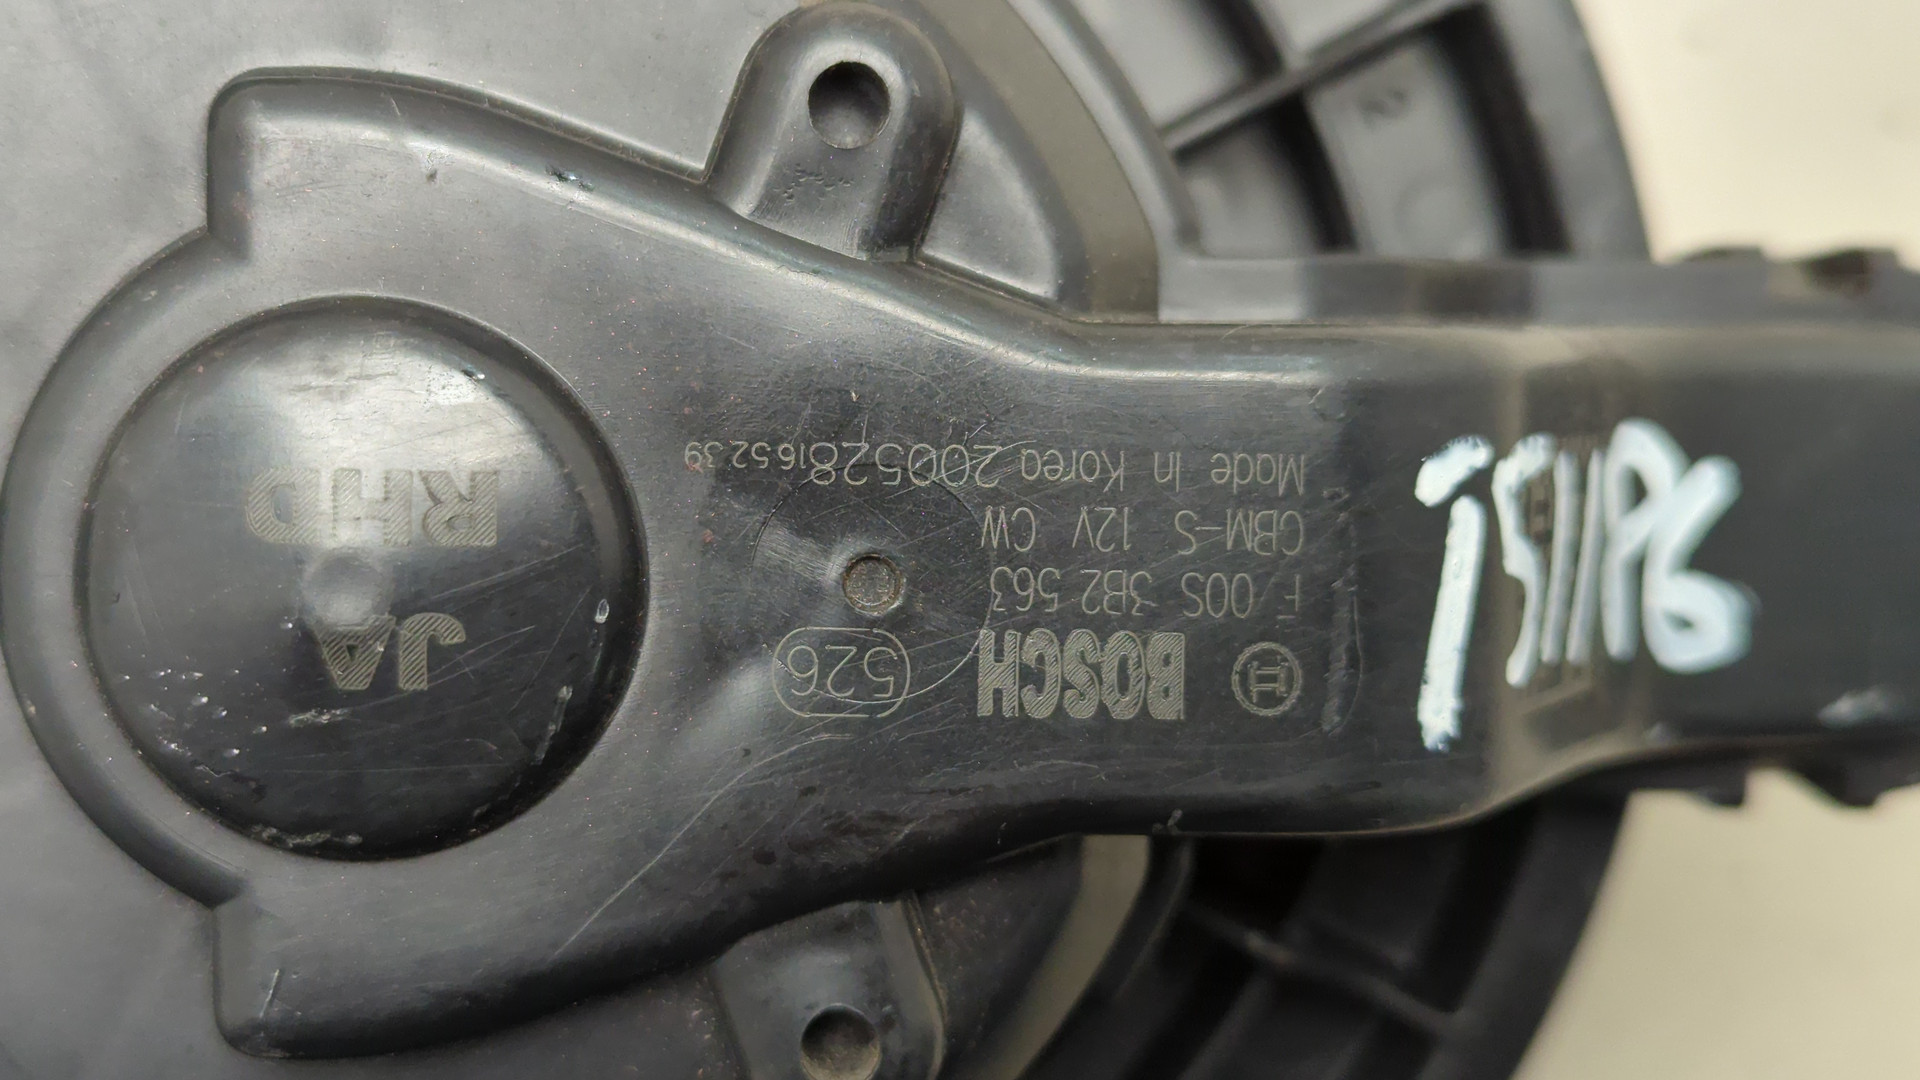 BOSCH 526
F 00S 3B2 563
CBM-S 12V CW
Made In Korea 200528165239
JA
RHD